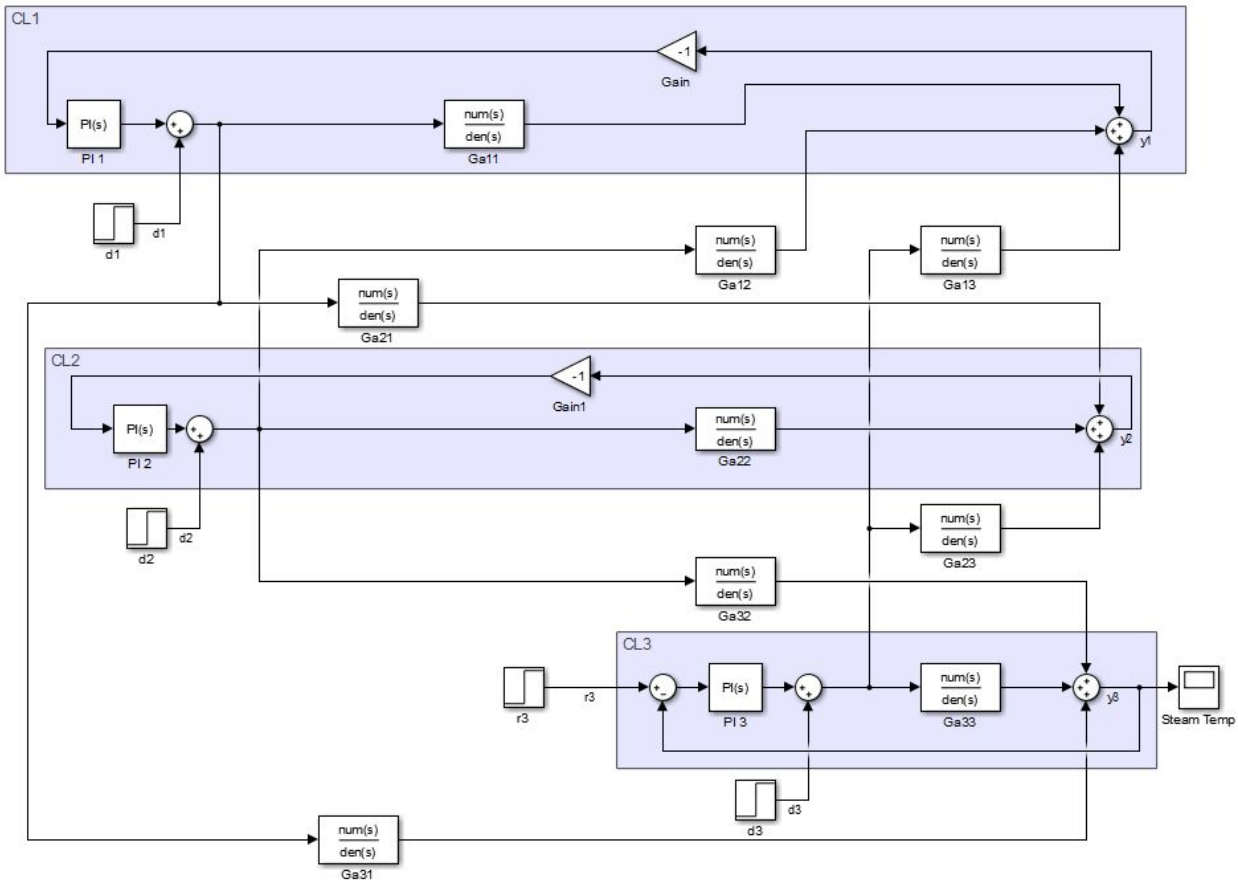 CL1
-1
Gain
PI(s)
PI 1
+
+
num(s)
den(s)
Ga11
+
+
+
y1
d1
d1
num(s)
den(s)
Ga12
num(s)
den(s)
Ga13
num(s)
den(s)
Ga21
CL2
-1
Gain1
PI(s)
PI 2
+
+
num(s)
den(s)
Ga22
+
+
+
y2
d2
d2
num(s)
den(s)
Ga23
num(s)
den(s)
Ga32
CL3
r3
r3
+
−
PI(s)
PI 3
+
+
num(s)
den(s)
Ga33
+
+
+
y3
Steam Temp
d3
d3
num(s)
den(s)
Ga31